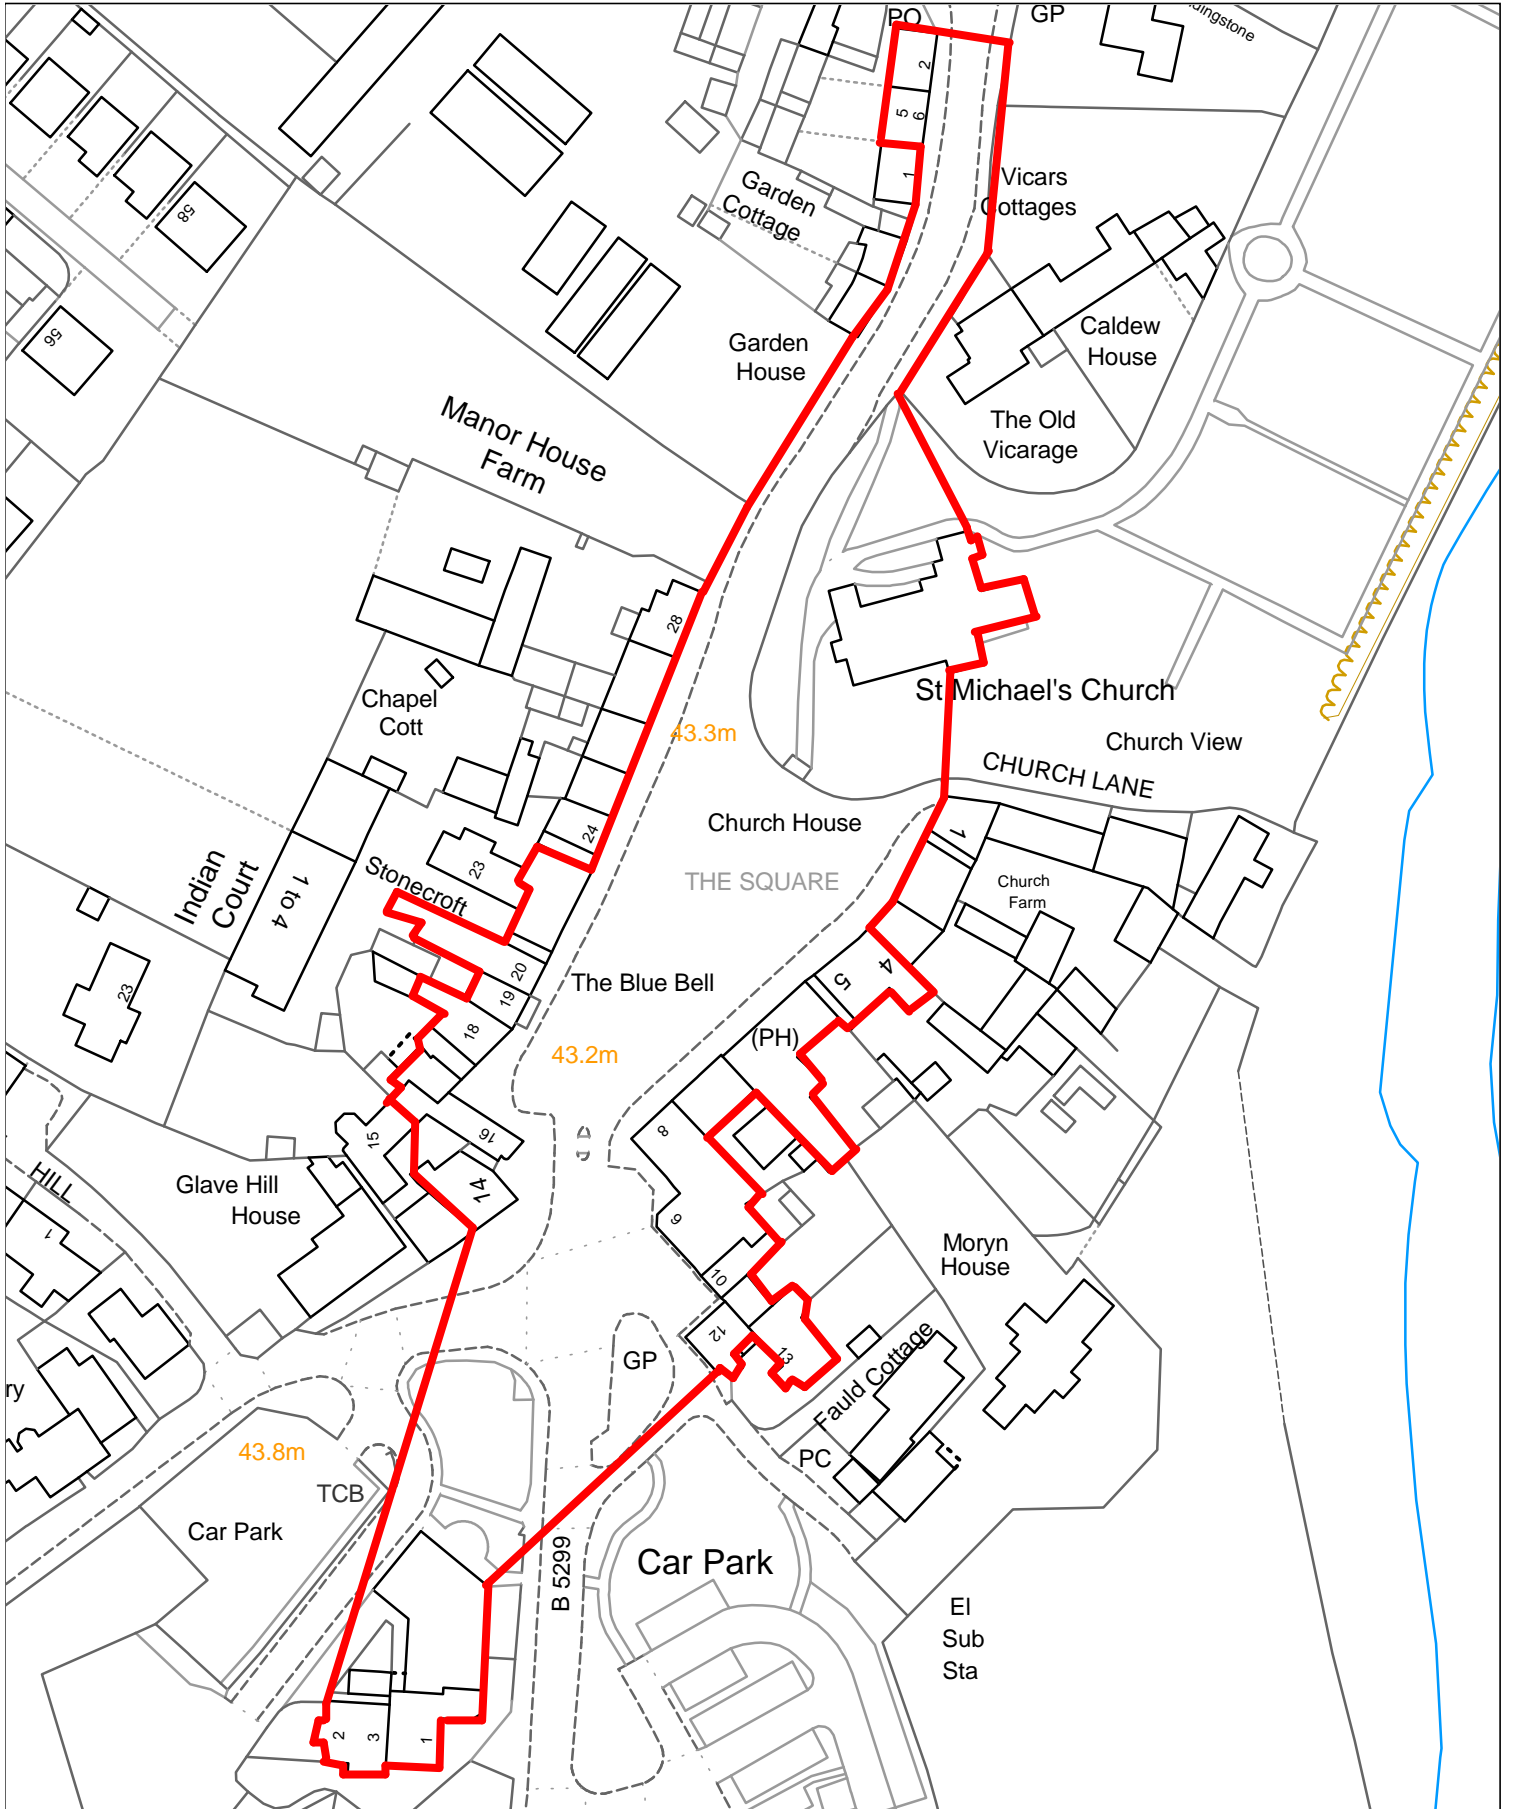 PO
GP
2
5
6
1
58
Vicars
Cottages
Garden
Cottage
56
Garden
House
Caldew
House
The Old
Vicarage
Manor House
Farm
28
Chapel
Cott
St Michael's Church
43.3m
Church View
CHURCH LANE
Church House
24
1
23
Stonecroft
THE SQUARE
Church
Farm
Indian
Court
1 to 4
20
19
18
The Blue Bell
4
5
23
(PH)
43.2m
8
15
16
14
HILL
Glave Hill
House
1
9
Moryn
House
10
12
13
GP
Fauld Cottage
ry
43.8m
PC
TCB
Car Park
B 5299
Car Park
El
Sub
Sta
2
3
1